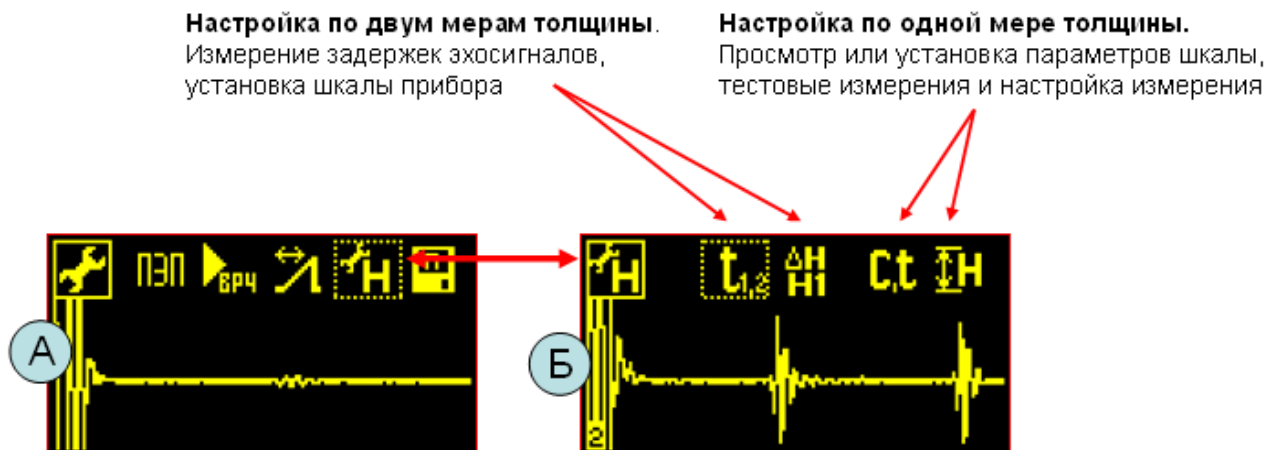 Настройка по двум мерам толщины.
Измерение задержек эхосигналов,
установка шкалы прибора
Настройка по одной мере толщины.
Просмотр или установка параметров шкалы,
тестовые измерения и настройка измерения
ПЭП ВРЧ H
H t1,2 ΔH H1 C,t H
А
Б
2